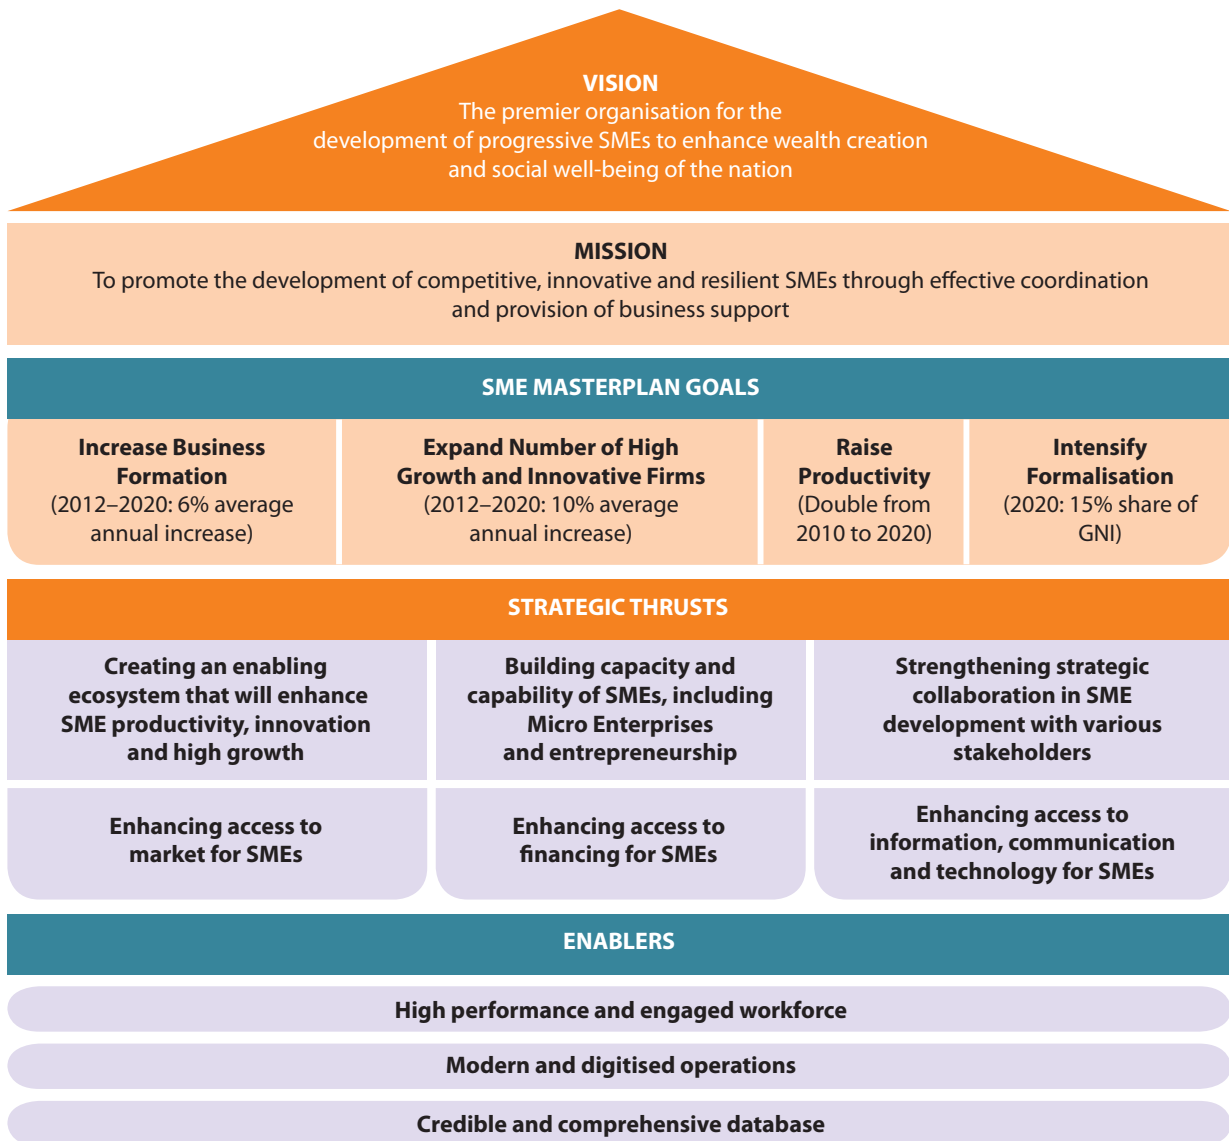 VISION
The premier organisation for the
development of progressive SMEs to enhance wealth creation
and social well-being of the nation
MISSION
To promote the development of competitive, innovative and resilient SMEs through effective coordination
and provision of business support
SME MASTERPLAN GOALS
Increase Business
Formation
(2012–2020: 6% average
annual increase)
Expand Number of High
Growth and Innovative Firms
(2012–2020: 10% average
annual increase)
Raise
Productivity
(Double from
2010 to 2020)
Intensify
Formalisation
(2020: 15% share of
GNI)
STRATEGIC THRUSTS
Creating an enabling
ecosystem that will enhance
SME productivity, innovation
and high growth
Building capacity and
capability of SMEs, including
Micro Enterprises
and entrepreneurship
Strengthening strategic
collaboration in SME
development with various
stakeholders
Enhancing access to
market for SMEs
Enhancing access to
financing for SMEs
Enhancing access to
information, communication
and technology for SMEs
ENABLERS
High performance and engaged workforce
Modern and digitised operations
Credible and comprehensive database